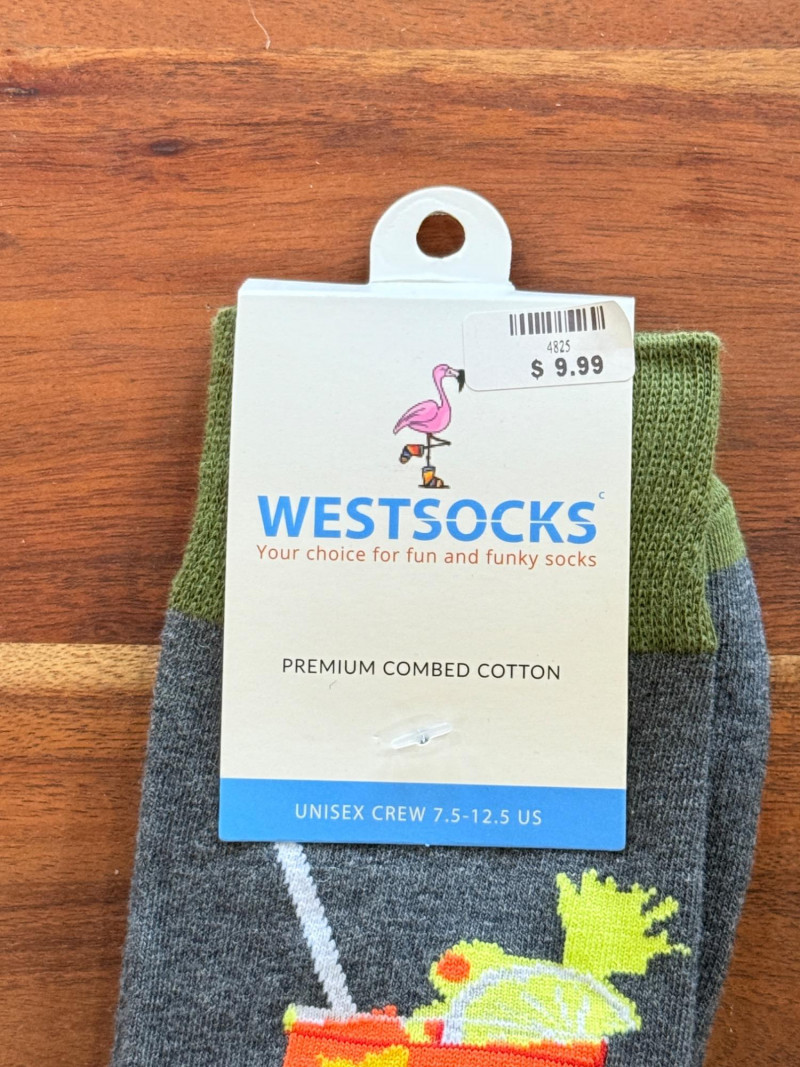 4825
$ 9.99
WESTSOCKS c
Your choice for fun and funky socks
PREMIUM COMBED COTTON
UNISEX CREW 7.5-12.5 US